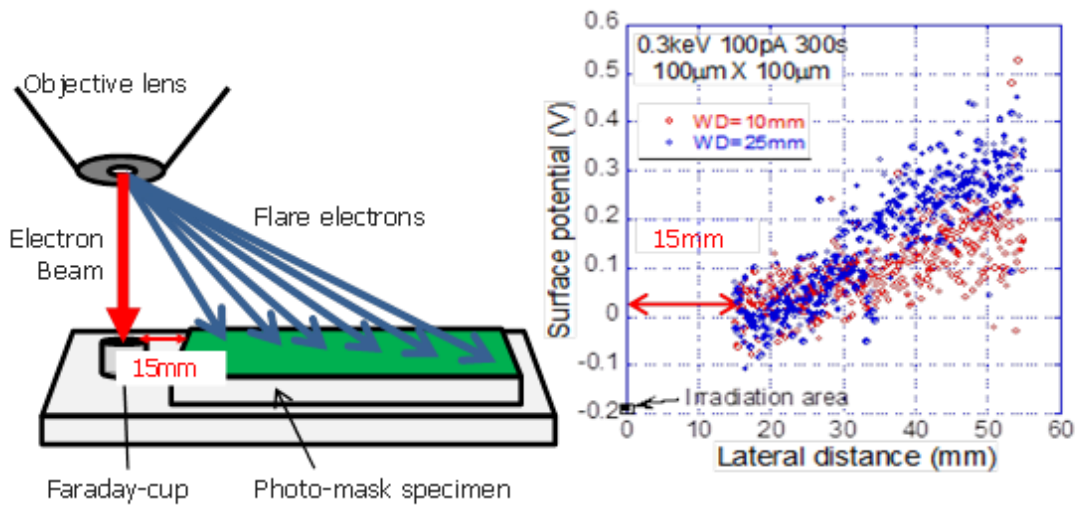 Objective lens
Flare electrons
Electron
Beam
15mm
Faraday-cup
Photo-mask specimen
0.3keV 100pA 300s
100μm X 100μm
WD=10mm
WD=25mm
15mm
Irradiation area
Surface potential (V)
0.6
0.5
0.4
0.3
0.2
0.1
0
-0.1
-0.2
0
10
20
30
40
50
60
Lateral distance (mm)